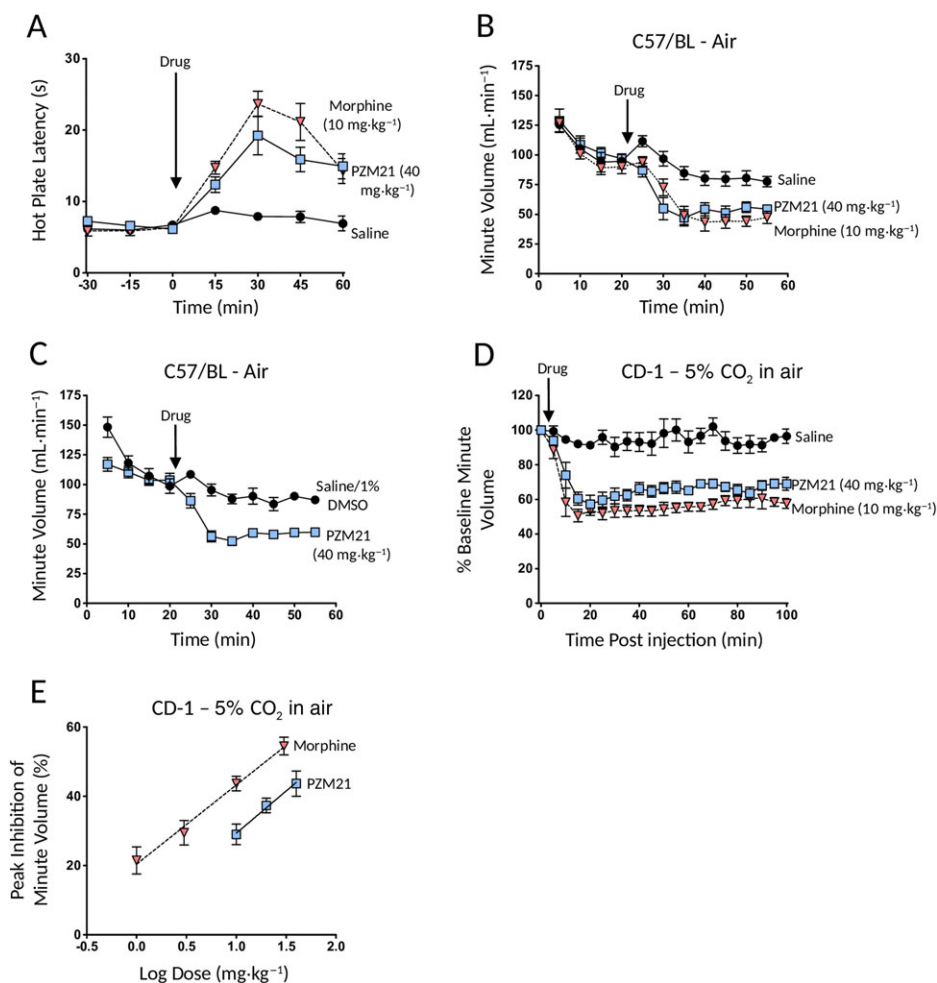 A
Drug
Hot Plate Latency (s)
30
20
10
0
Morphine
(10 mg·kg⁻¹)
PZM21 (40
mg·kg⁻¹)
Saline
-30 -15 0 15 30 45 60
Time (min)
B
C57/BL - Air
Drug
Minute Volume (mL·min⁻¹)
175
150
125
100
75
50
25
0
Saline
PZM21 (40 mg·kg⁻¹)
Morphine (10 mg·kg⁻¹)
0 10 20 30 40 50 60
Time (min)
C
C57/BL - Air
Drug
Minute Volume (mL·min⁻¹)
175
150
125
100
75
50
25
0
Saline/1%
DMSO
PZM21
(40 mg·kg⁻¹)
0 10 20 30 40 50 60
Time (min)
D
CD-1 – 5% CO₂ in air
Drug
% Baseline Minute
Volume
120
100
80
60
40
20
0
Saline
PZM21 (40 mg·kg⁻¹)
Morphine (10 mg·kg⁻¹)
0 20 40 60 80 100
Time Post injection (min)
E
CD-1 – 5% CO₂ in air
Peak Inhibition of
Minute Volume (%)
60
40
20
0
Morphine
PZM21
-0.5 0.0 0.5 1.0 1.5 2.0
Log Dose (mg·kg⁻¹)